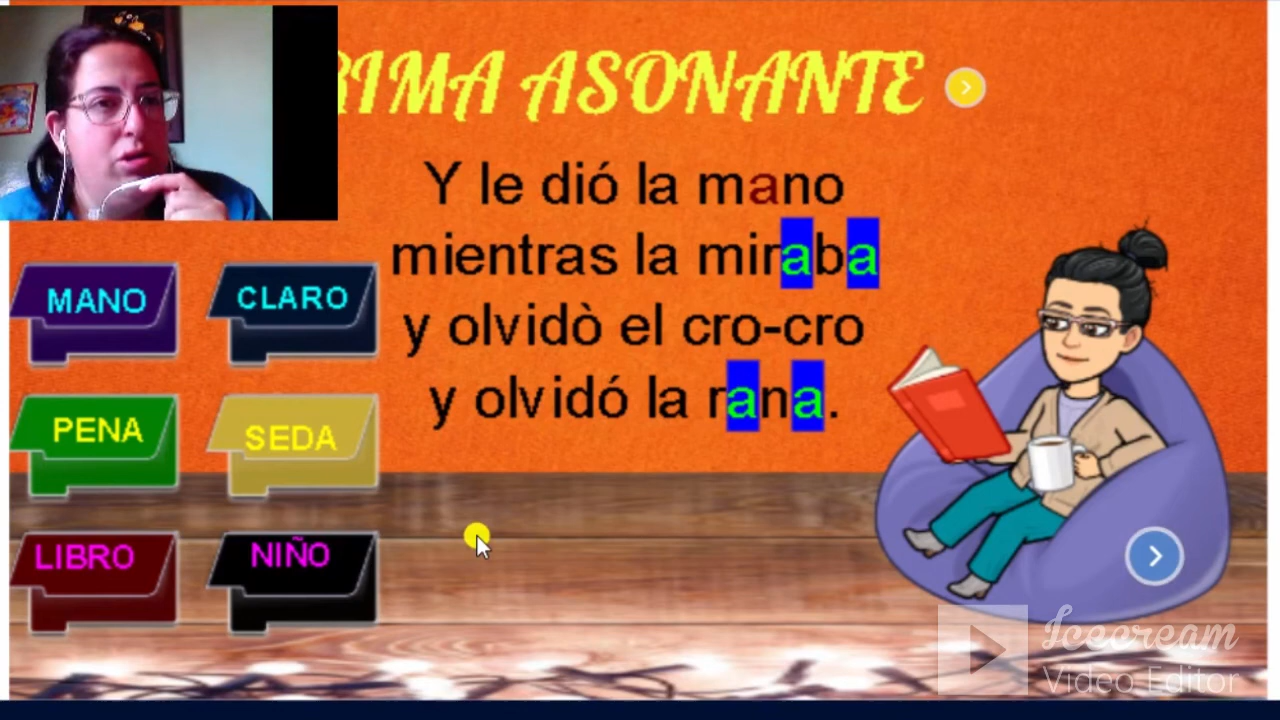 RIMA ASONANTE
Y le dió la mano
mientras la miraba
y olvidò el cro-cro
y olvidó la rana.
MANO
CLARO
PENA
SEDA
LIBRO
NIÑO
Icecream
Video Editor